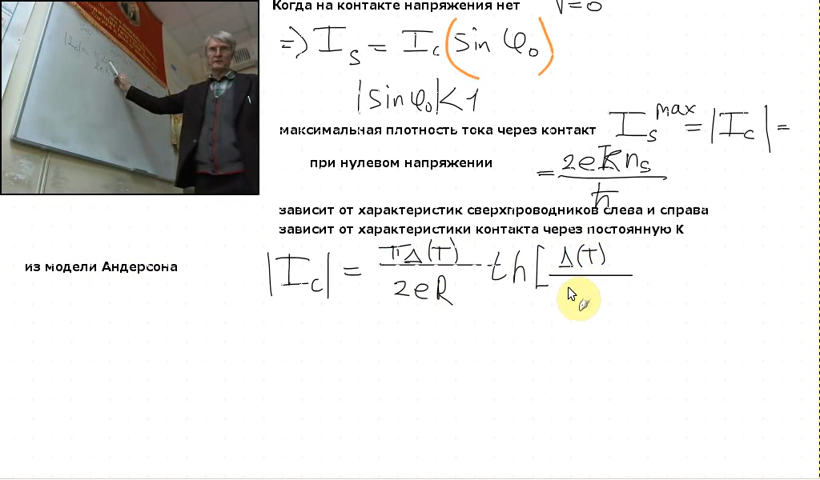 Когда на контакте напряжения нет V=0
=> I_s = I_c (sin φ_0)
|sin φ_0| < 1
максимальная плотность тока через контакт I_s^max = |I_c| =
при нулевом напряжении = 2eKn_s / ħ
зависит от характеристик сверхпроводников слева и справа
зависит от характеристики контакта через постоянную К
из модели Андерсона |I_c| = πΔ(T) / 2eR th [ Δ(T) /